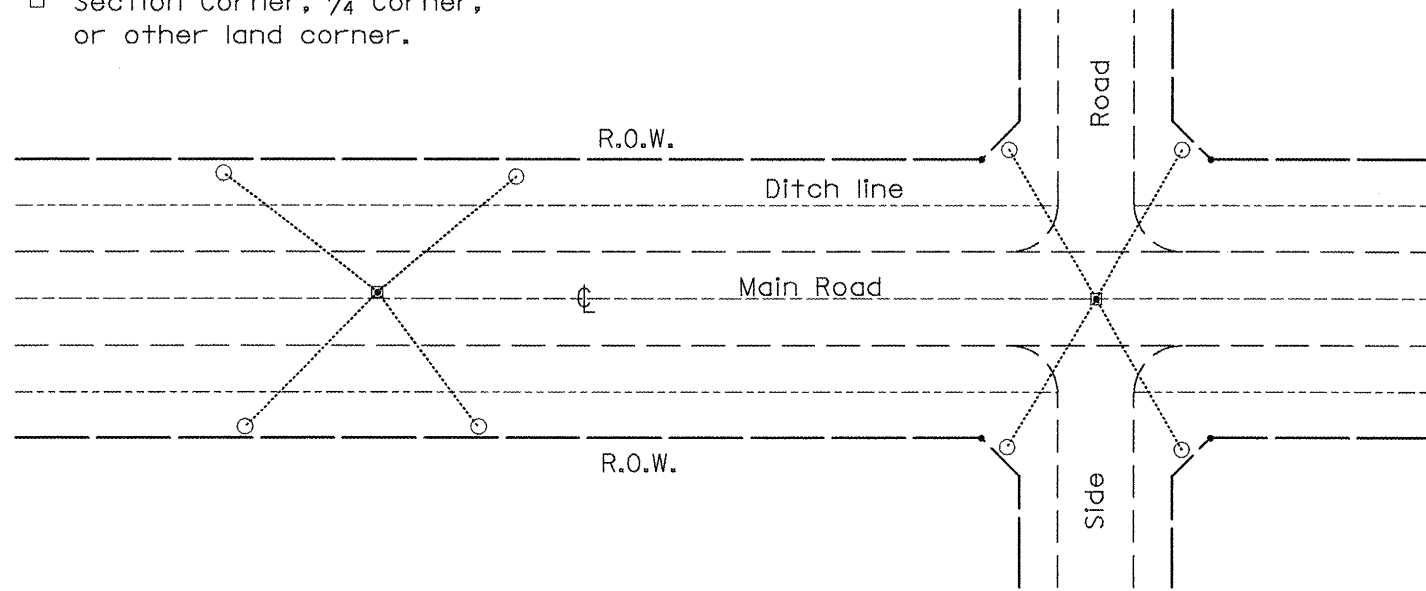 □ Section Corner, ¼ Corner,
or other land corner.
Road
R.O.W.
Ditch line
℄
Main Road
R.O.W.
Side